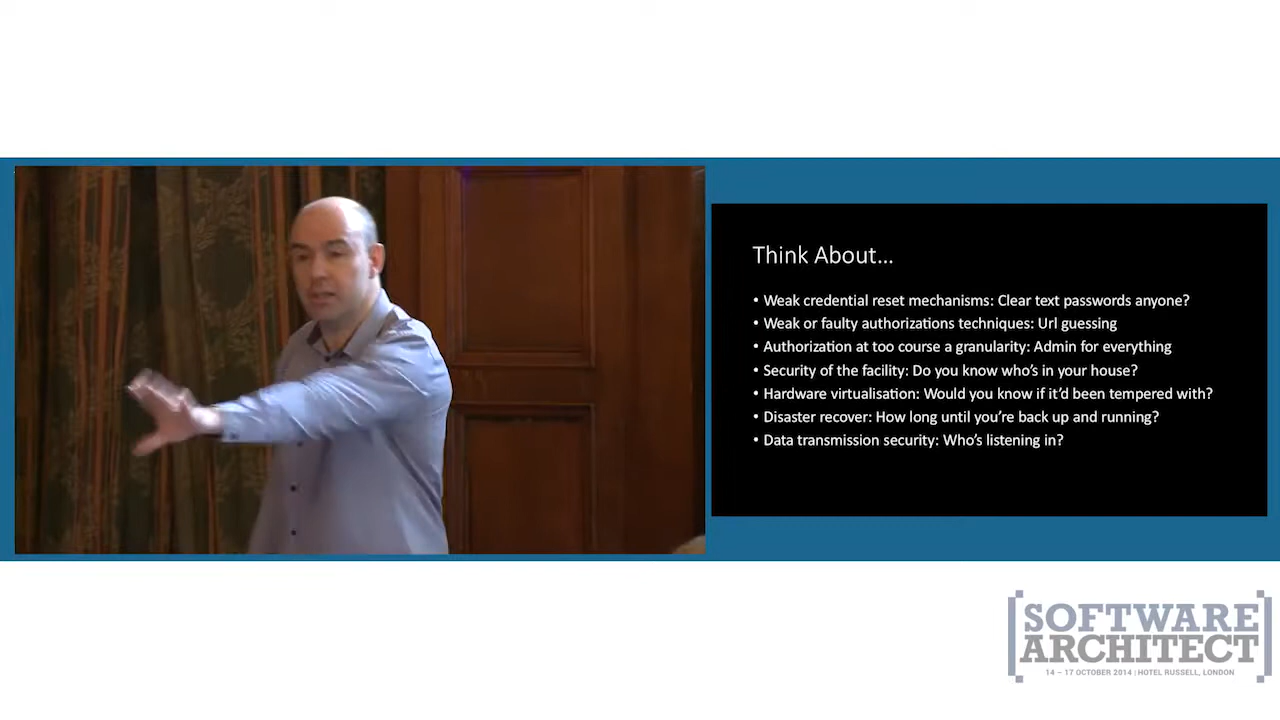 Think About...
• Weak credential reset mechanisms: Clear text passwords anyone?
• Weak or faulty authorizations techniques: Url guessing
• Authorization at too course a granularity: Admin for everything
• Security of the facility: Do you know who's in your house?
• Hardware virtualisation: Would you know if it'd been tempered with?
• Disaster recover: How long until you're back up and running?
• Data transmission security: Who's listening in?
[SOFTWARE
ARCHITECT]
14 – 17 OCTOBER 2014 | HOTEL RUSSELL, LONDON